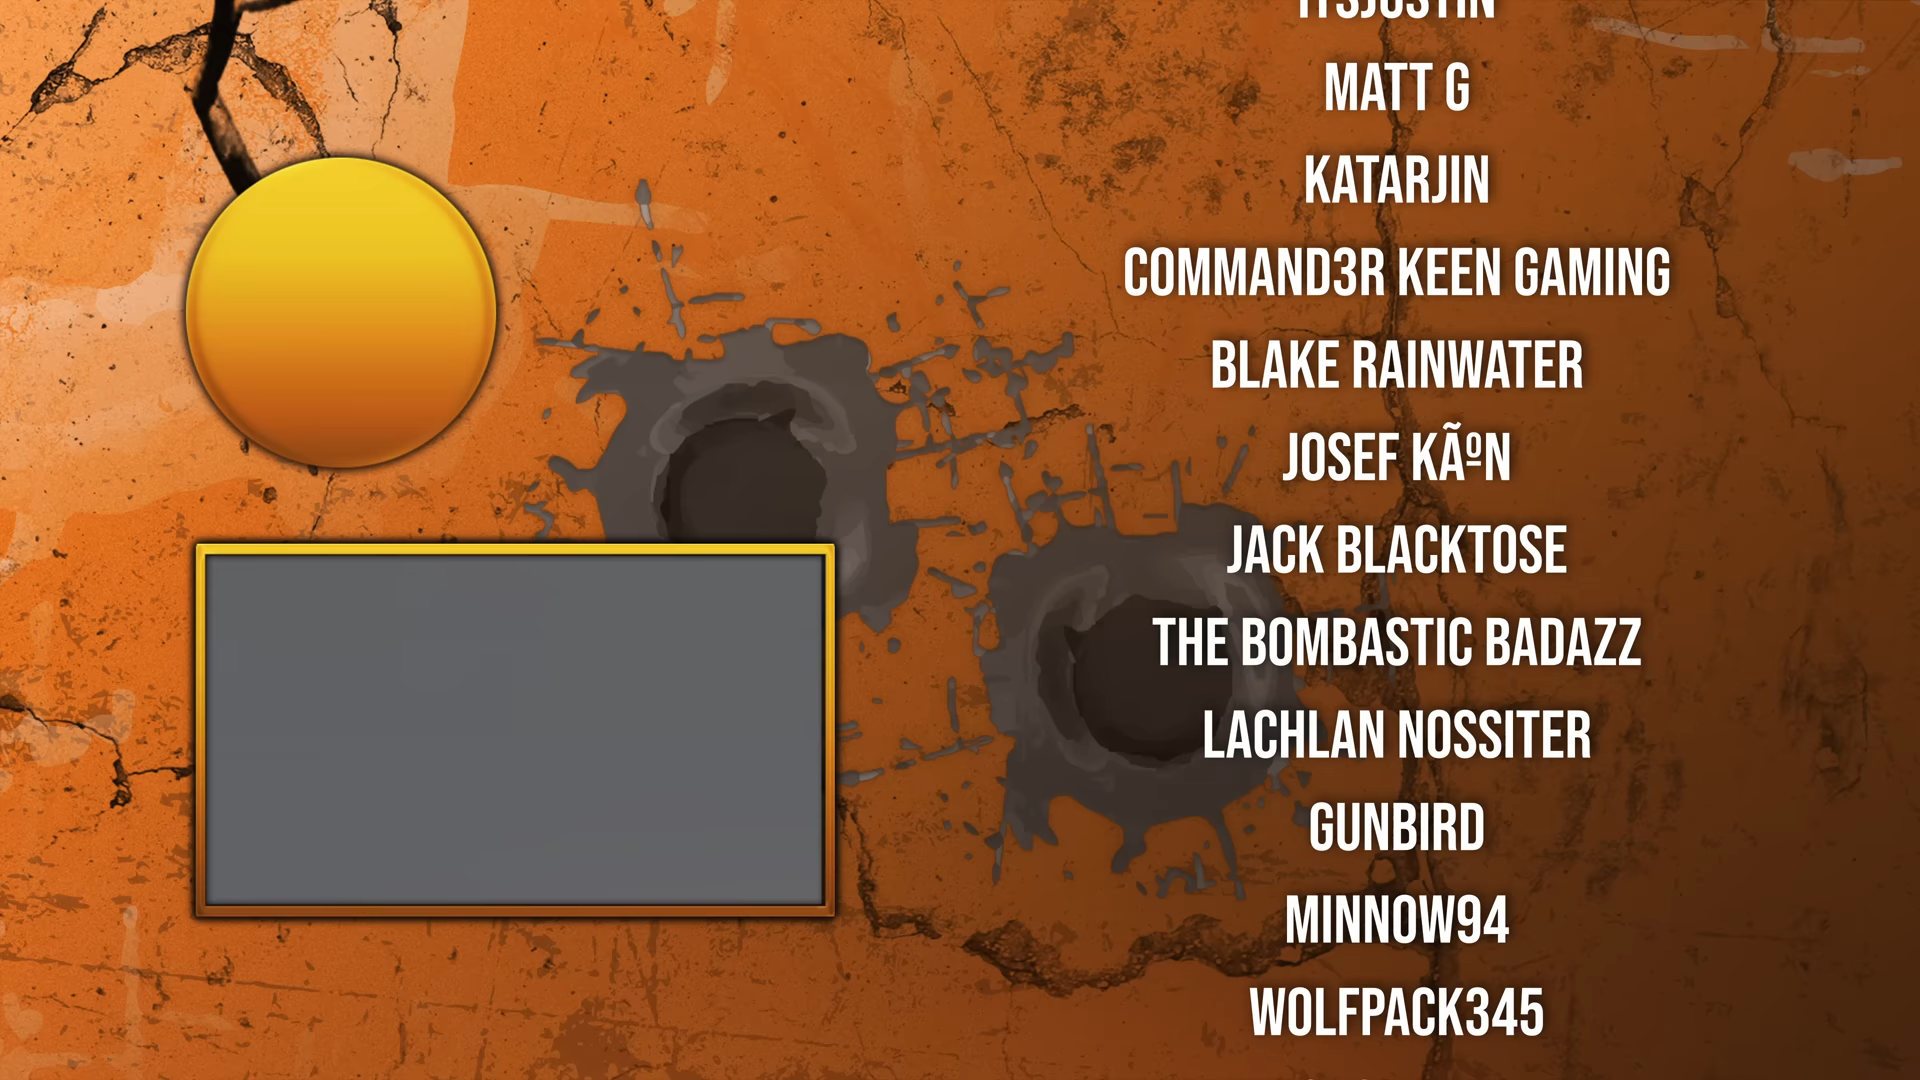 ITSJUSTIN
MATT G
KATARJIN
COMMAND3R KEEN GAMING
BLAKE RAINWATER
JOSEF KÃºN
JACK BLACKTOSE
THE BOMBASTIC BADAZZ
LACHLAN NOSSITER
GUNBIRD
MINNOW94
WOLFPACK345